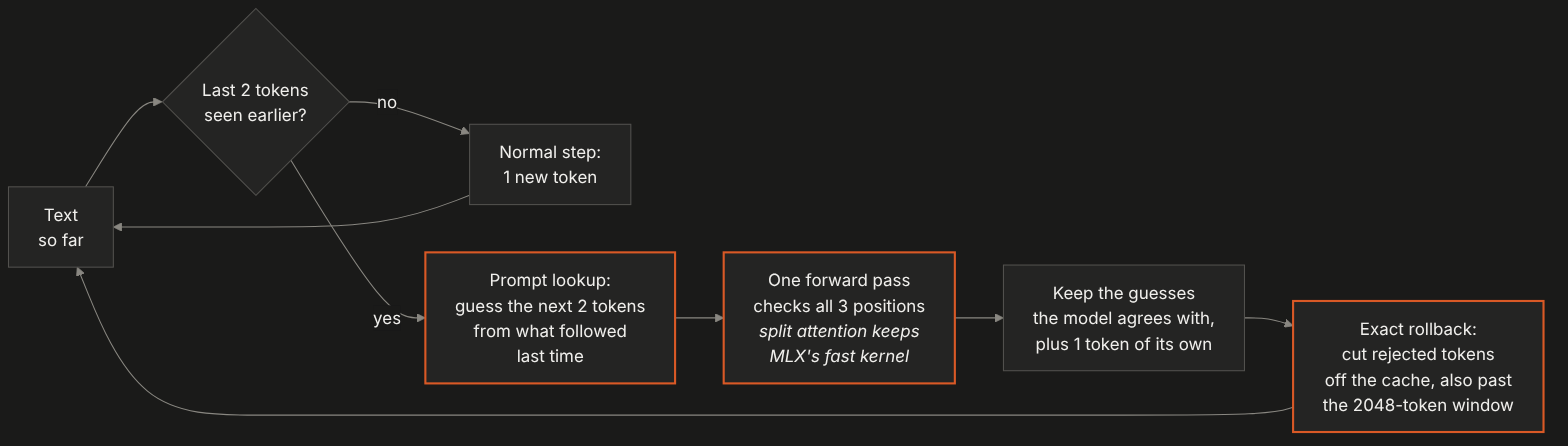 Last 2 tokens
seen earlier?
no
Normal step:
1 new token
Text
so far
yes
Prompt lookup:
guess the next 2 tokens
from what followed
last time
One forward pass
checks all 3 positions
split attention keeps
MLX's fast kernel
Keep the guesses
the model agrees with,
plus 1 token of its own
Exact rollback:
cut rejected tokens
off the cache, also past
the 2048-token window